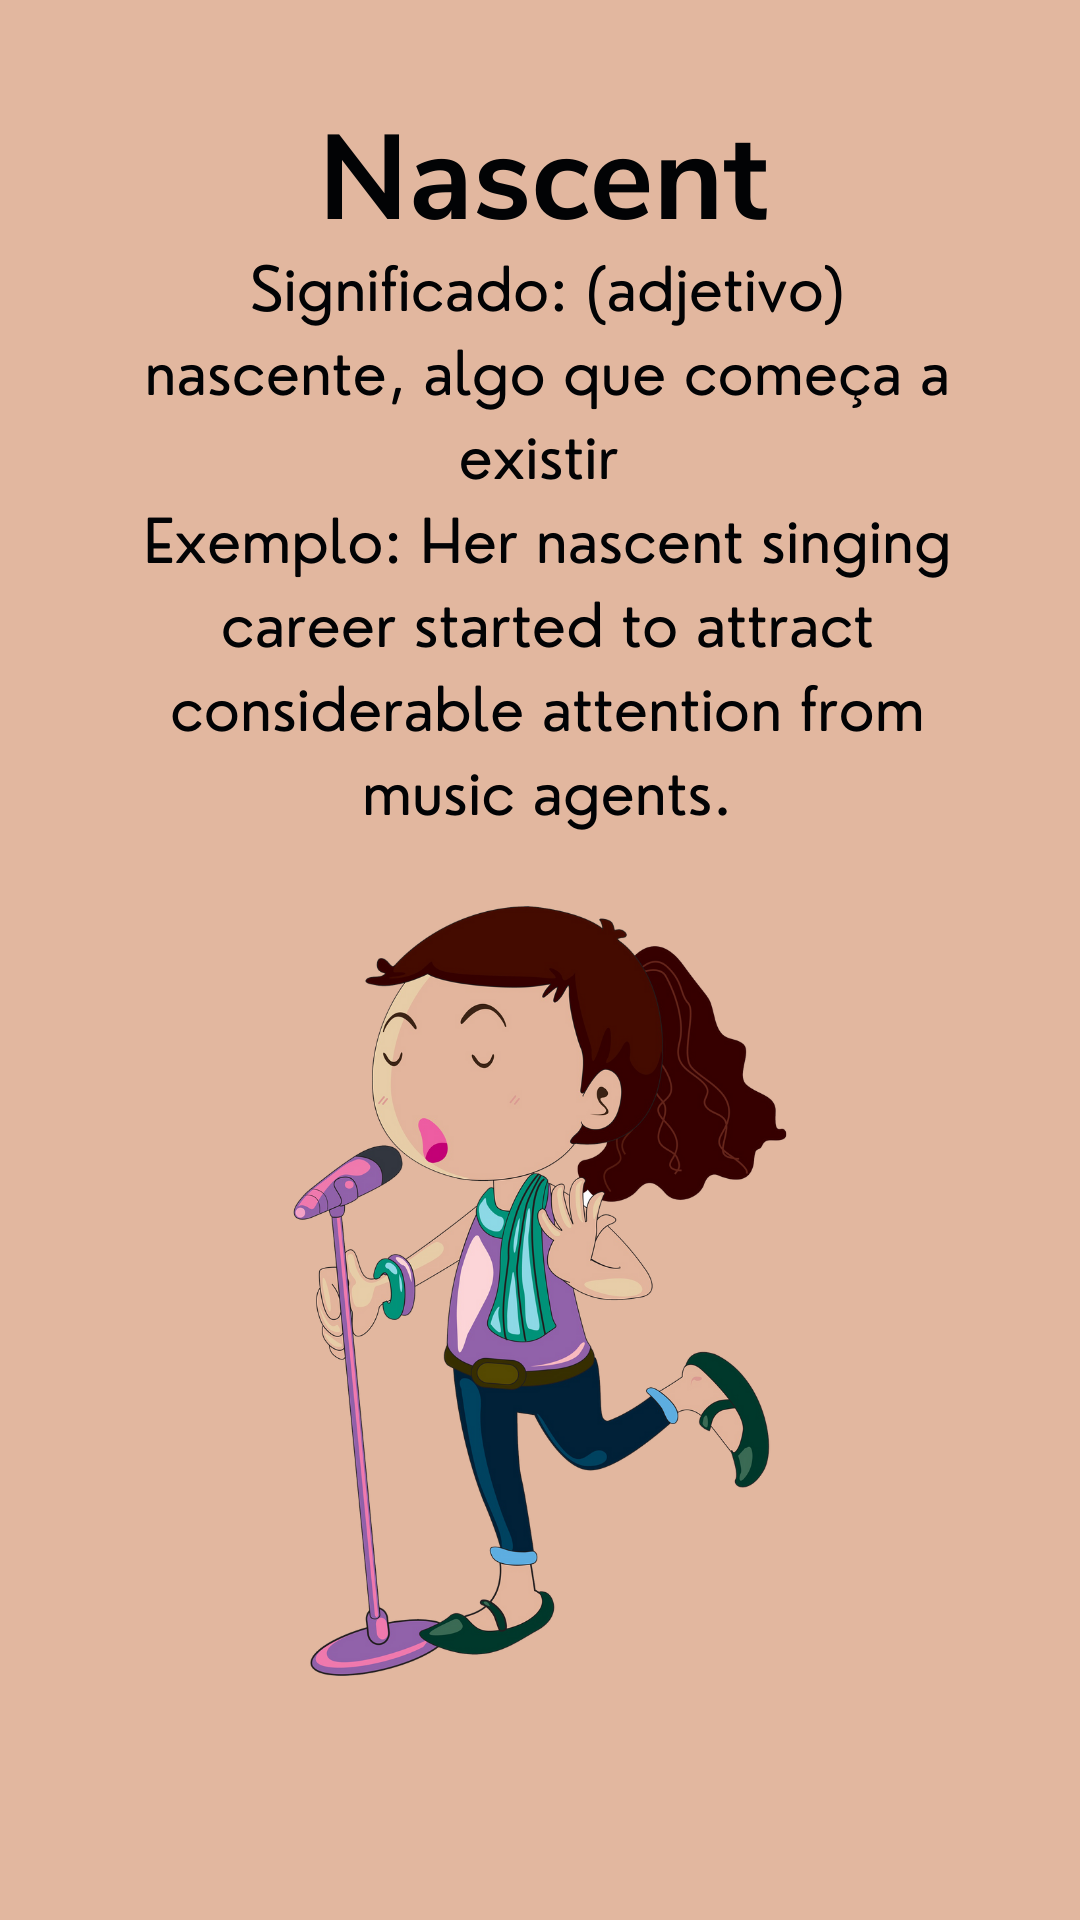 Nascent
Significado: (adjetivo)
nascente, algo que começa a
existir
Exemplo: Her nascent singing
career started to attract
considerable attention from
music agents.